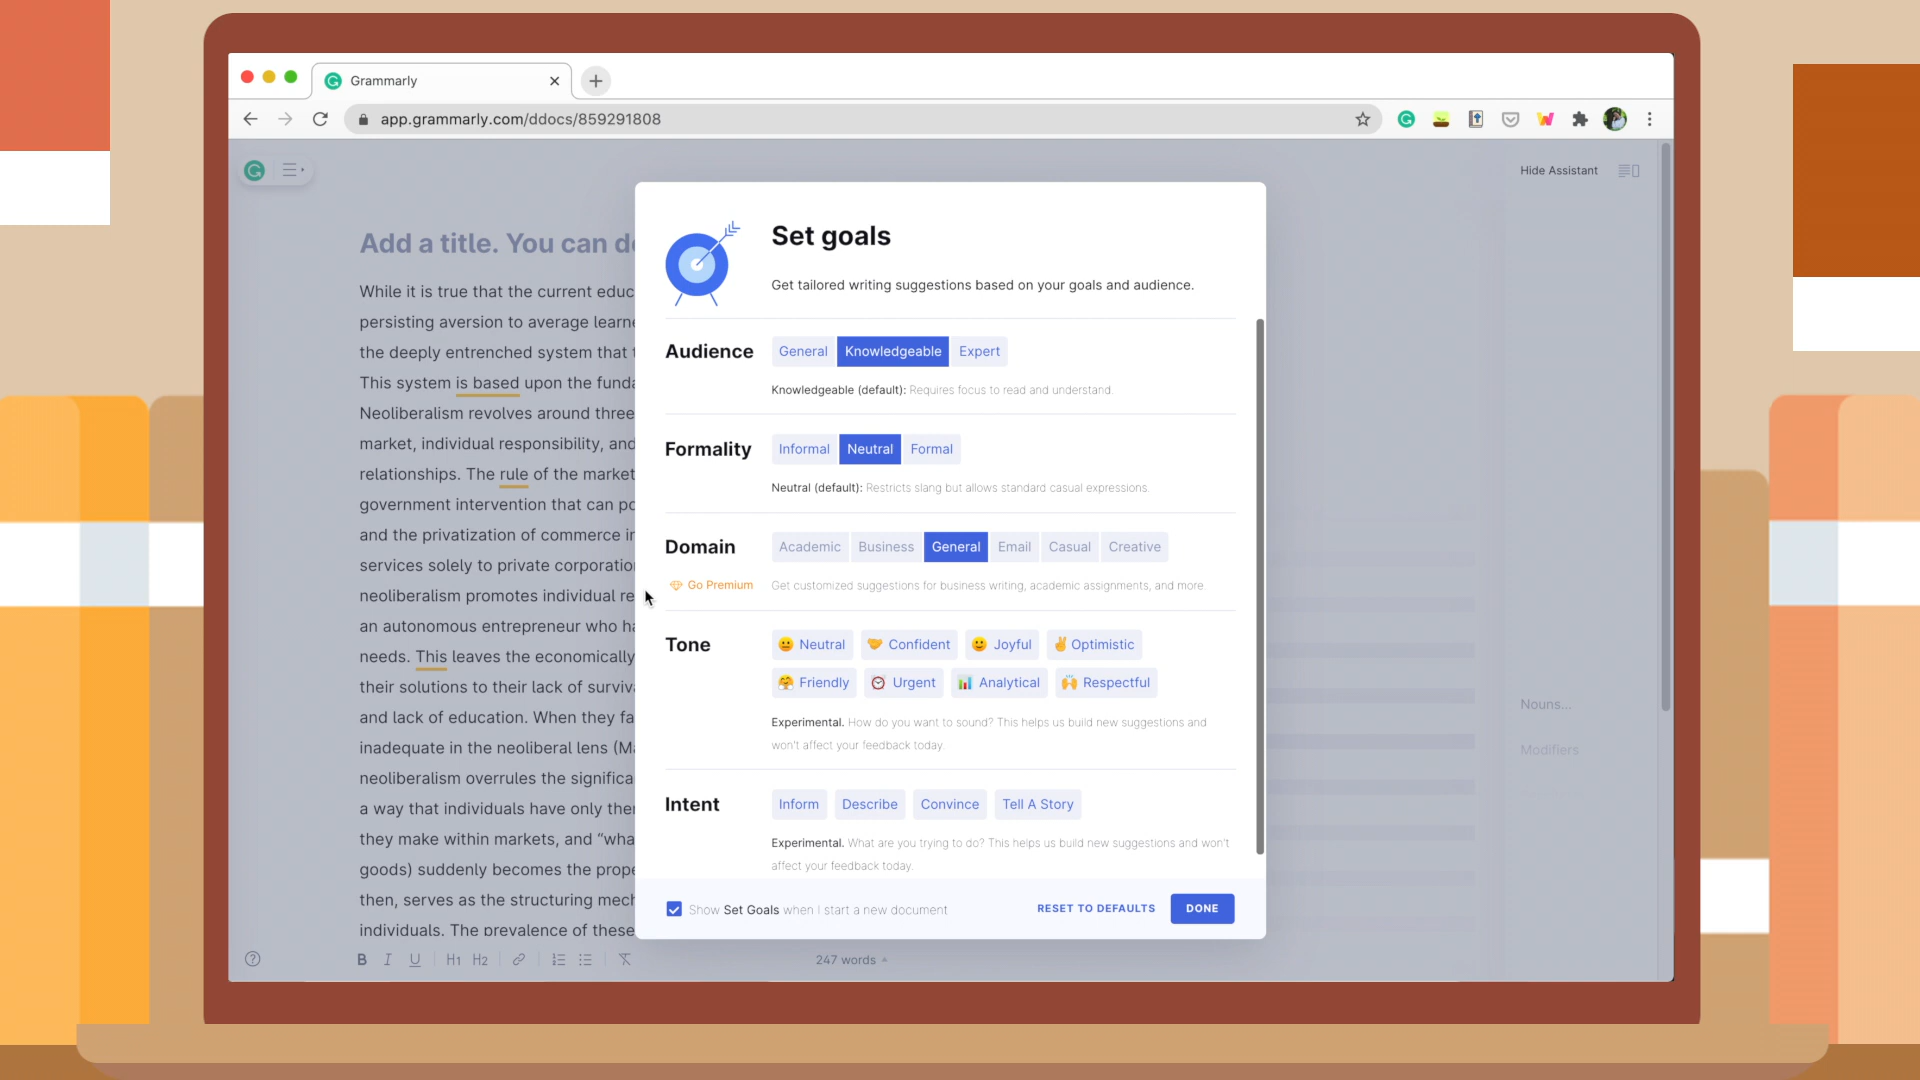 Grammarly
app.grammarly.com/ddocs/859291808
Hide Assistant
Add a title. You can d
While it is true that the current educ
persisting aversion to average learne
the deeply entrenched system that
This system is based upon the funda
Neoliberalism revolves around three
market, individual responsibility, and
relationships. The rule of the market
government intervention that can po
and the privatization of commerce in
services solely to private corporatio
neoliberalism promotes individual re
an autonomous entrepreneur who ha
needs. This leaves the economically
their solutions to their lack of surviva
and lack of education. When they fa
inadequate in the neoliberal lens (Ma
neoliberalism overrules the significa
a way that individuals have only them
they make within markets, and “wha
goods) suddenly becomes the prope
then, serves as the structuring mech
individuals. The prevalence of these
Set goals
Get tailored writing suggestions based on your goals and audience.
Audience
General Knowledgeable Expert
Knowledgeable (default): Requires focus to read and understand.
Formality
Informal Neutral Formal
Neutral (default): Restricts slang but allows standard casual expressions.
Domain
Academic Business General Email Casual Creative
Go Premium
Get customized suggestions for business writing, academic assignments, and more.
Tone
Neutral Confident Joyful Optimistic
Friendly Urgent Analytical Respectful
Experimental. How do you want to sound? This helps us build new suggestions and
won't affect your feedback today.
Intent
Inform Describe Convince Tell A Story
Experimental. What are you trying to do? This helps us build new suggestions and won't
affect your feedback today.
Show Set Goals when I start a new document
RESET TO DEFAULTS
DONE
Nouns...
Modifiers
B I U H1 H2
247 words